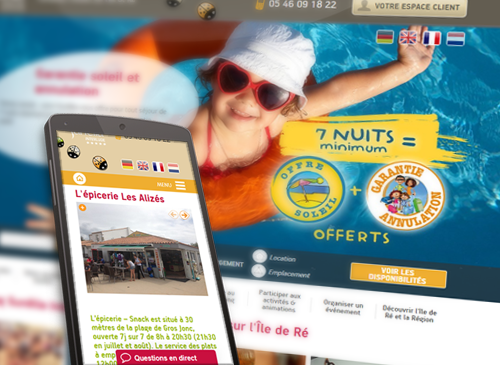 05 46 09 18 22
VOTRE ESPACE CLIENT
Garantie soleil et
annulation
7 NUITS =
minimum
OFFRE
SOLEIL
+
GARANTIE
ANNULATION
OFFERTS
Location
Emplacement
VOIR LES
DISPONIBILITÉS
Participer aux
activités &
animations
Organiser un
événement
Découvrir l'Ile de
Ré et la Région
sur l'Île de Ré
MENU
L'épicerie Les Alizés
L'épicerie – Snack est situé à 30
mètres de la plage de Gros Jonc,
ouverte 7j sur 7 de 8h à 20h30 (21h30
en juillet et août). Le service des plats
à emp
12h
Questions en direct